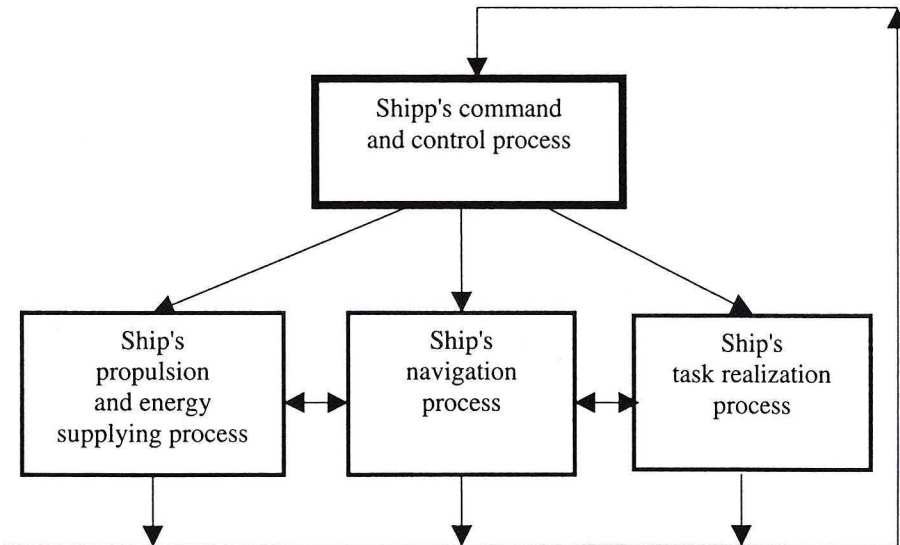 Shipp's command
and control process
Ship's
propulsion
and energy
supplying process
Ship's
navigation
process
Ship's
task realization
process